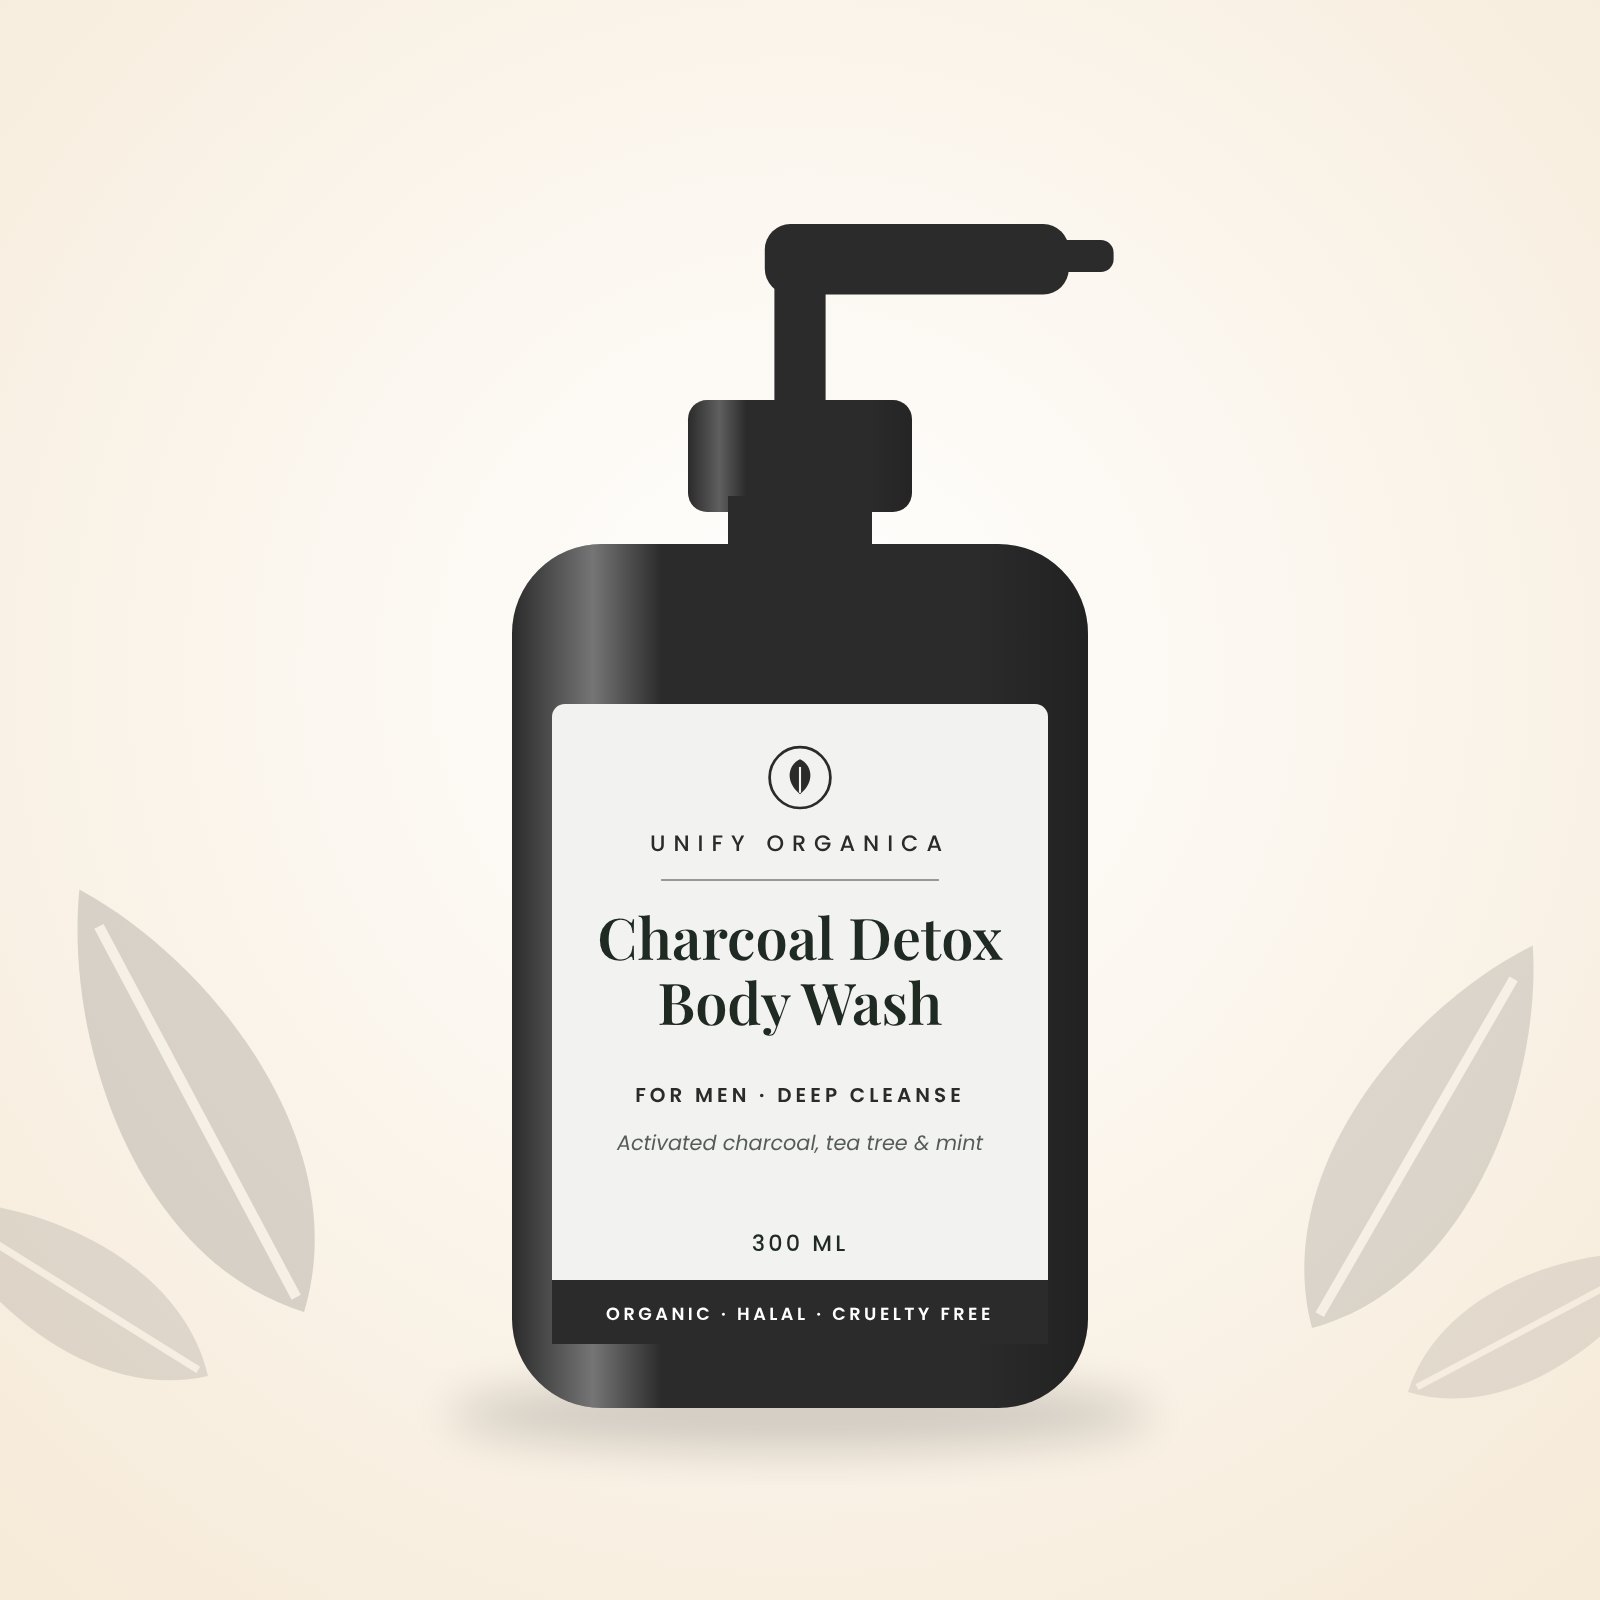 UNIFY ORGANICA
Charcoal Detox
Body Wash
FOR MEN · DEEP CLEANSE
Activated charcoal, tea tree & mint
300 ML
ORGANIC · HALAL · CRUELTY FREE